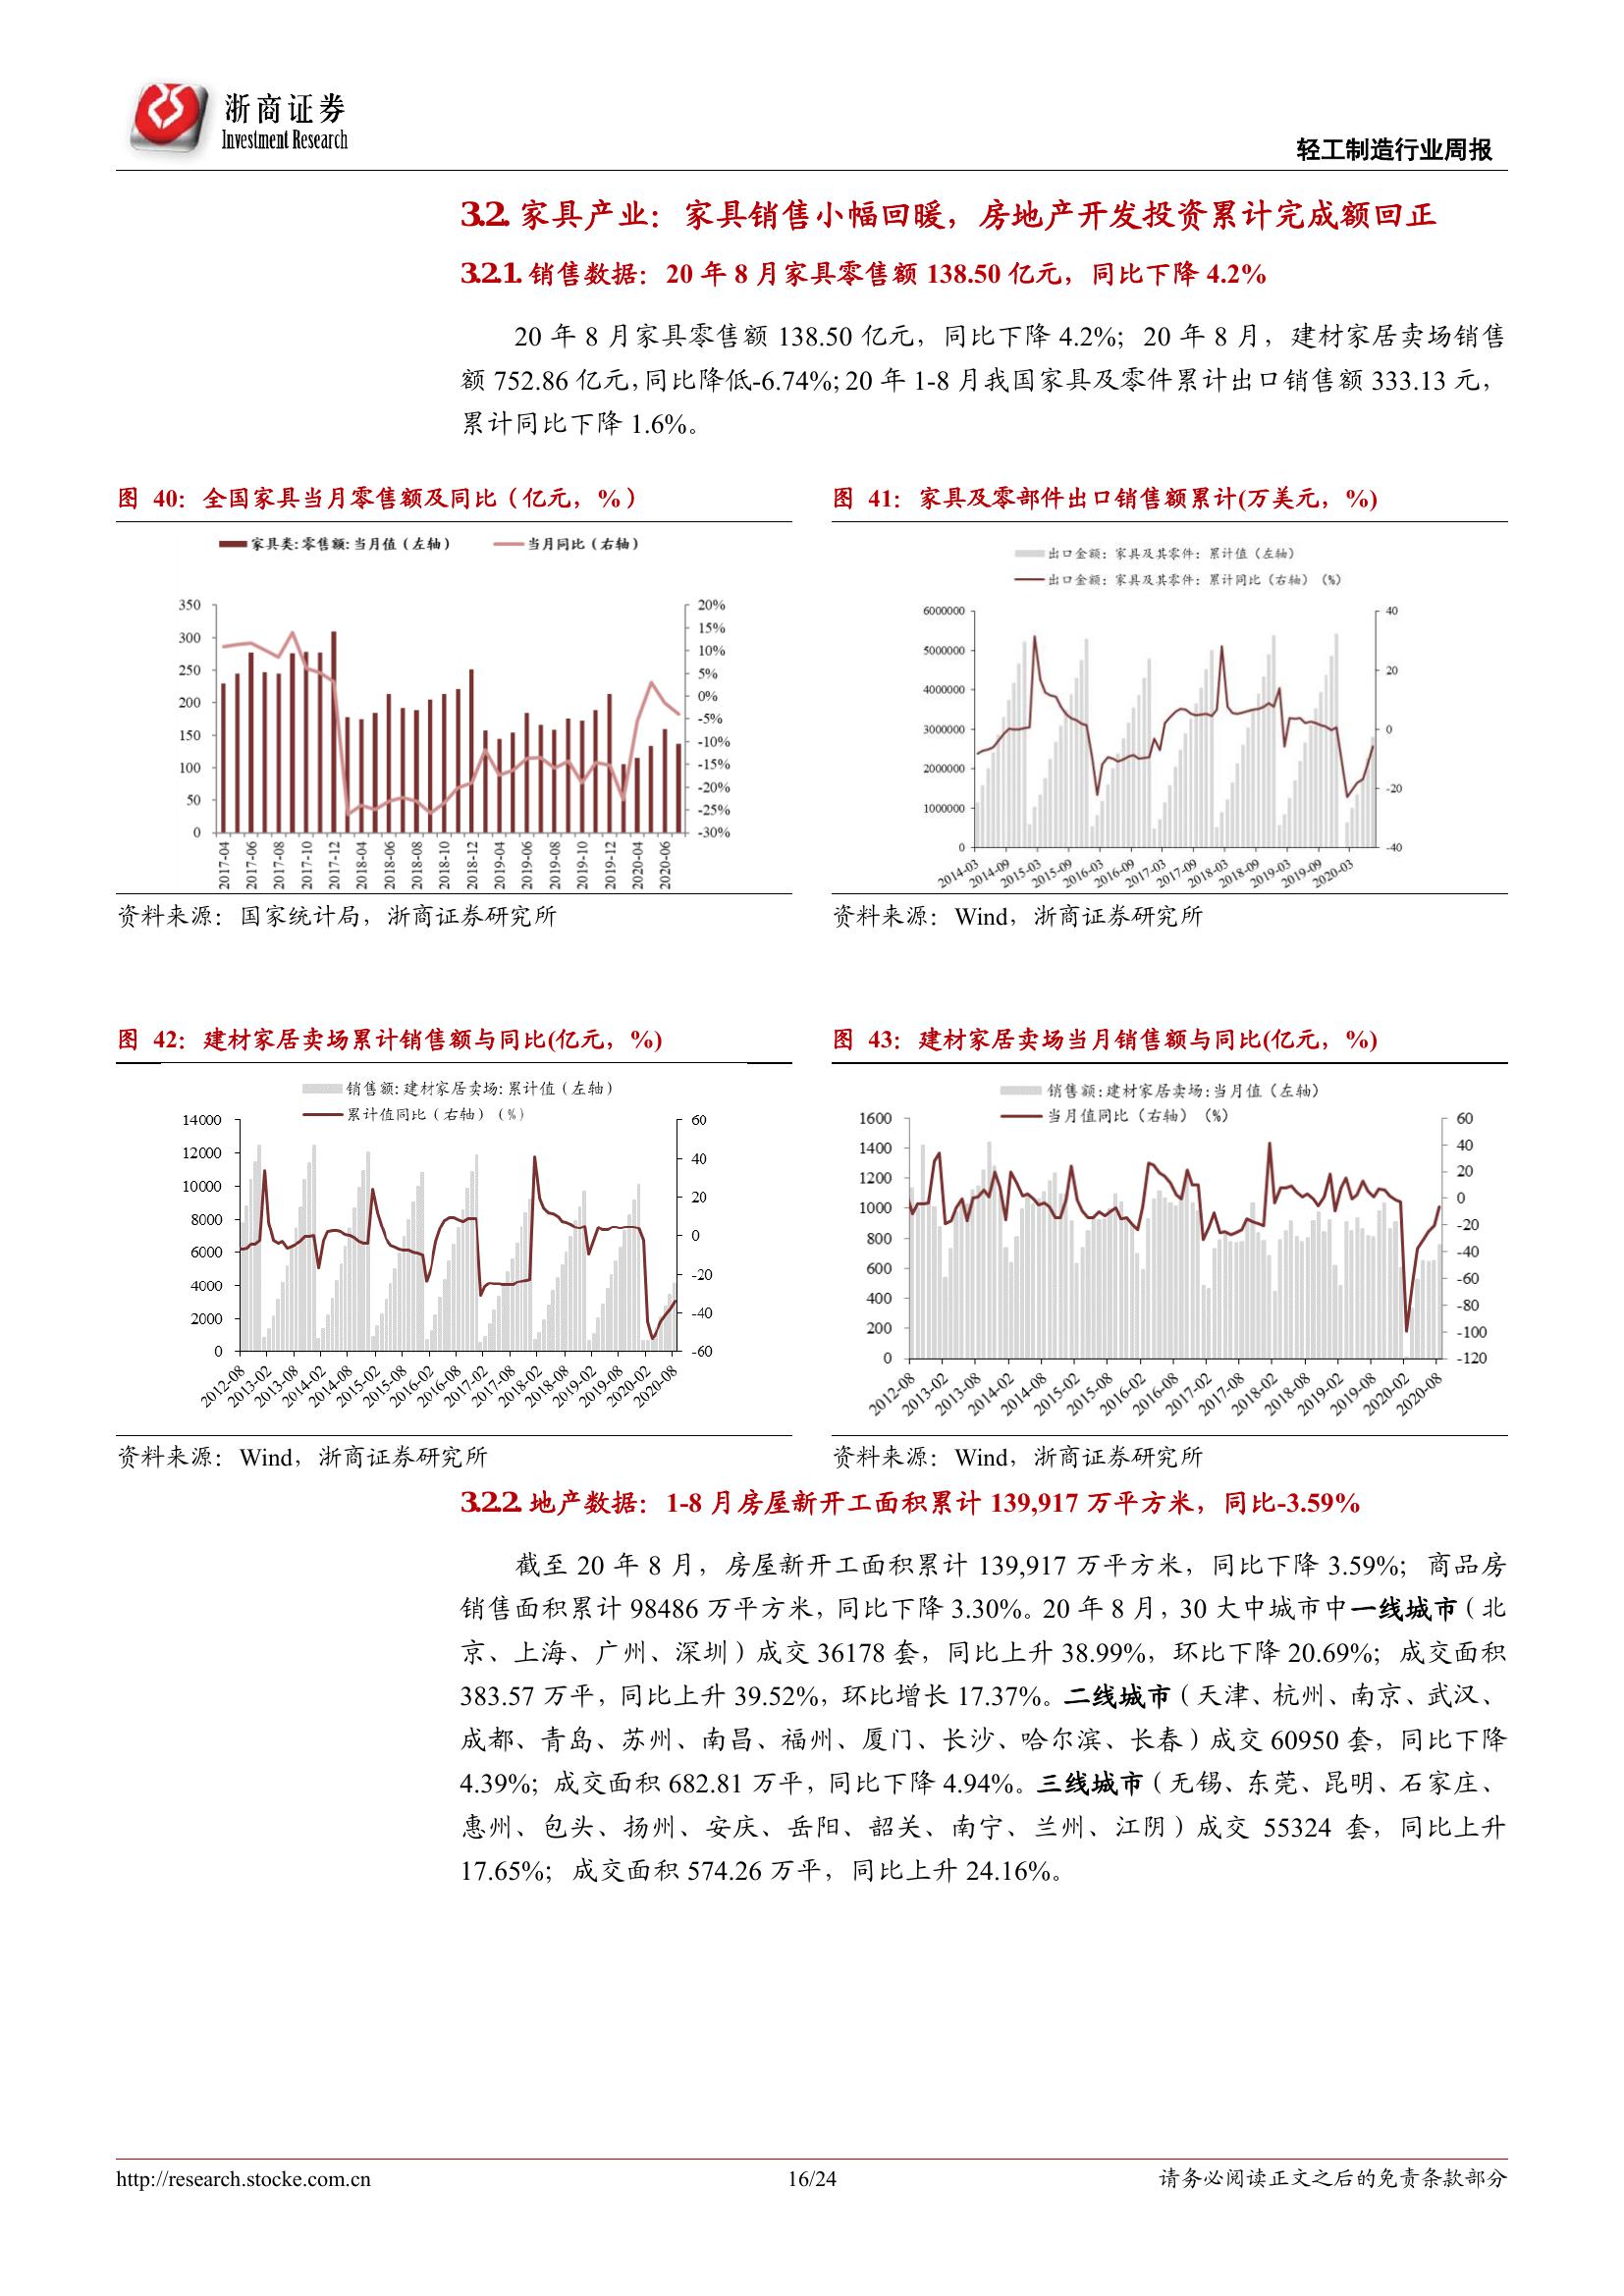 浙商证券
Investment Research
轻工制造行业周报
3.2. 家具产业：家具销售小幅回暖，房地产开发投资累计完成额回正
3.2.1. 销售数据：20 年 8 月家具零售额 138.50 亿元，同比下降 4.2%
20 年 8 月家具零售额 138.50 亿元，同比下降 4.2%；20 年 8 月，建材家居卖场销售
额 752.86 亿元，同比降低-6.74%；20 年 1-8 月我国家具及零件累计出口销售额 333.13 元，
累计同比下降 1.6%。
图 40：全国家具当月零售额及同比（亿元，%）
家具类:零售额:当月值（左轴） 当月同比（右轴）
350
300
250
200
150
100
50
0
20%
15%
10%
5%
0%
-5%
-10%
-15%
-20%
-25%
-30%
2017-04 2017-06 2017-08 2017-10 2017-12 2018-04 2018-06 2018-08 2018-10 2018-12 2019-04 2019-06 2019-08 2019-10 2019-12 2020-04 2020-06
资料来源：国家统计局，浙商证券研究所
图 41：家具及零部件出口销售额累计(万美元，%)
出口金额：家具及其零件：累计值（左轴）
出口金额：家具及其零件：累计同比（右轴）（%）
6000000
5000000
4000000
3000000
2000000
1000000
0
40
20
0
-20
-40
2014-03 2014-09 2015-03 2015-09 2016-03 2016-09 2017-03 2017-09 2018-03 2018-09 2019-03 2019-09 2020-03
资料来源：Wind，浙商证券研究所
图 42：建材家居卖场累计销售额与同比(亿元，%)
销售额:建材家居卖场:累计值（左轴）
累计值同比（右轴）（%）
14000
12000
10000
8000
6000
4000
2000
0
60
40
20
0
-20
-40
-60
2012-08 2013-02 2013-08 2014-02 2014-08 2015-02 2015-08 2016-02 2016-08 2017-02 2017-08 2018-02 2018-08 2019-02 2019-08 2020-02 2020-08
资料来源：Wind，浙商证券研究所
图 43：建材家居卖场当月销售额与同比(亿元，%)
销售额:建材家居卖场:当月值（左轴）
当月值同比（右轴）（%）
1600
1400
1200
1000
800
600
400
200
0
60
40
20
0
-20
-40
-60
-80
-100
-120
2012-08 2013-02 2013-08 2014-02 2014-08 2015-02 2015-08 2016-02 2016-08 2017-02 2017-08 2018-02 2018-08 2019-02 2019-08 2020-02 2020-08
资料来源：Wind，浙商证券研究所
3.2.2. 地产数据：1-8 月房屋新开工面积累计 139,917 万平方米，同比-3.59%
截至 20 年 8 月，房屋新开工面积累计 139,917 万平方米，同比下降 3.59%；商品房
销售面积累计 98486 万平方米，同比下降 3.30%。20 年 8 月，30 大中城市中一线城市（北
京、上海、广州、深圳）成交 36178 套，同比上升 38.99%，环比下降 20.69%；成交面积
383.57 万平，同比上升 39.52%，环比增长 17.37%。二线城市（天津、杭州、南京、武汉、
成都、青岛、苏州、南昌、福州、厦门、长沙、哈尔滨、长春）成交 60950 套，同比下降
4.39%；成交面积 682.81 万平，同比下降 4.94%。三线城市（无锡、东莞、昆明、石家庄、
惠州、包头、扬州、安庆、岳阳、韶关、南宁、兰州、江阴）成交 55324 套，同比上升
17.65%；成交面积 574.26 万平，同比上升 24.16%。
http://research.stocke.com.cn
16/24
请务必阅读正文之后的免责条款部分